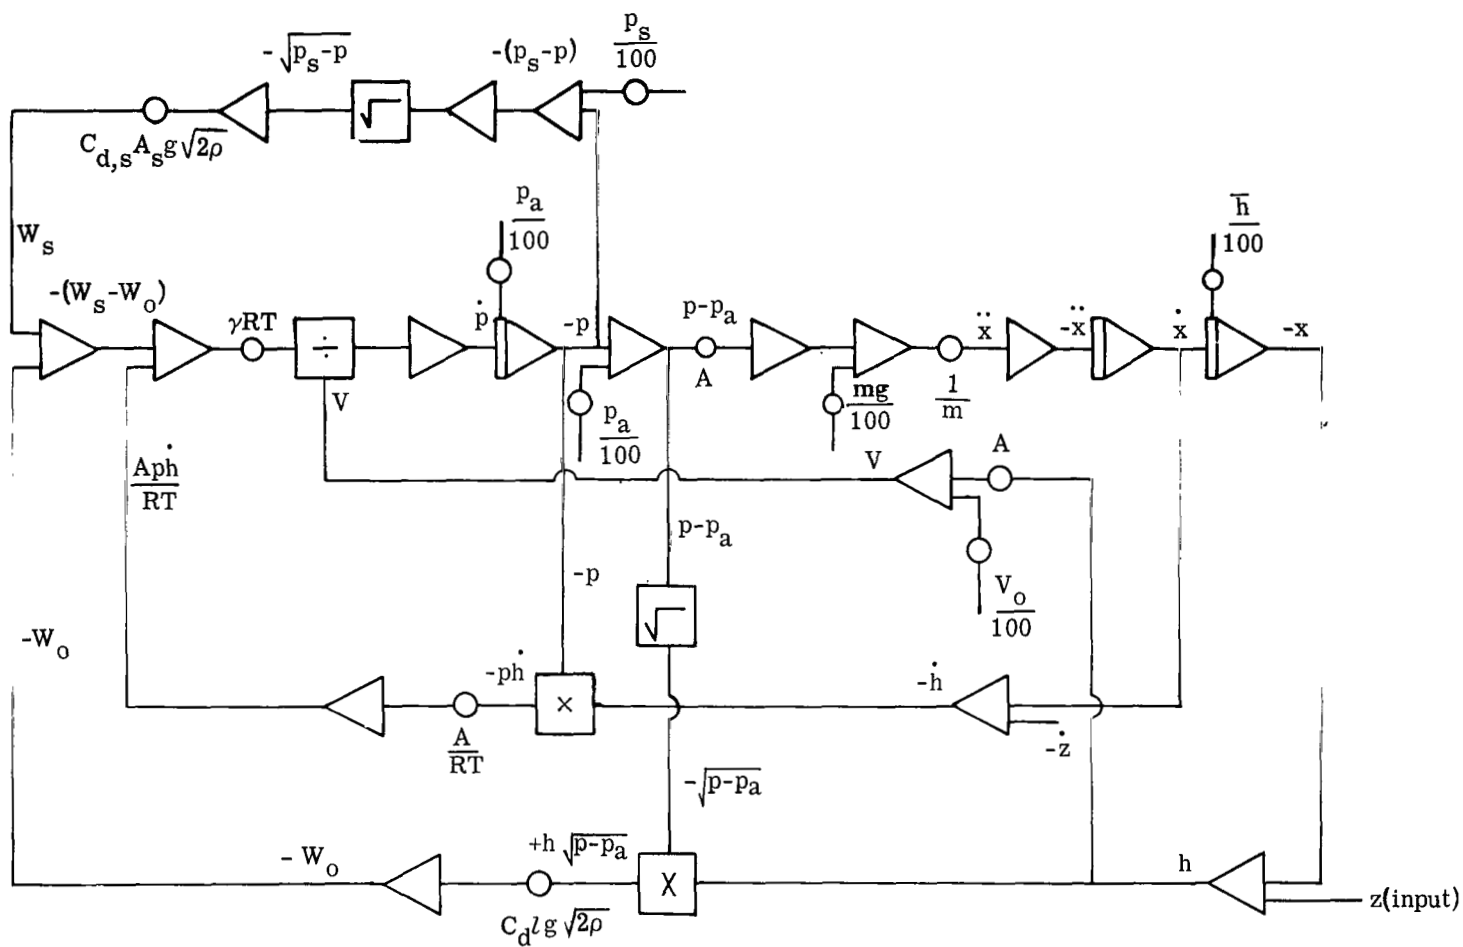 -√(p_s-p)
-(p_s-p)
p_s/100
√
C_d,s A_s g√2ρ
W_s
p_a/100
h̄/100
-(W_s-W_o)
γRT
÷
ṗ
-p
p-p_a
ẍ
-ẍ
ẋ
-x
V
A
p_a/100
mg/100
1/m
Apḣ/RT
V
A
p-p_a
-p
V_o/100
√
-W_o
-pḣ
×
-ḣ
A/RT
-ż
-√(p-p_a)
- W_o
+h √(p-p_a)
X
h
C_d l g √2ρ
z(input)